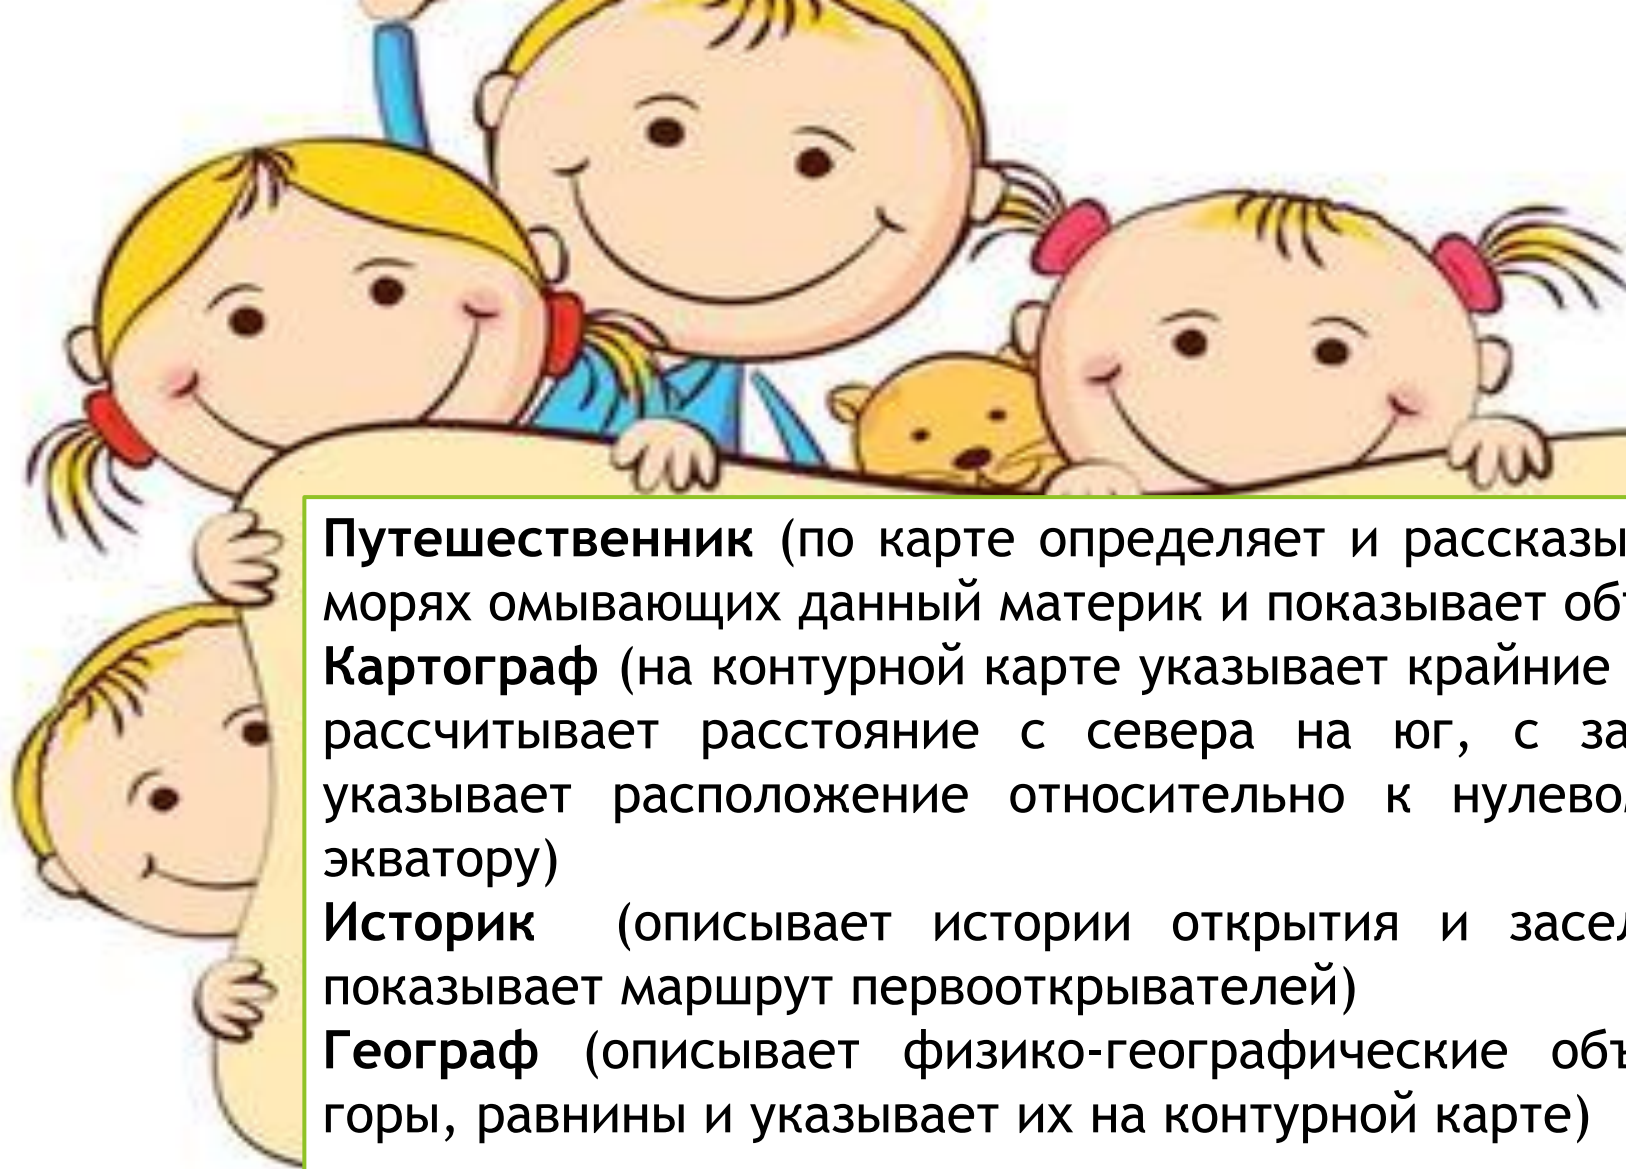 Путешественник (по карте определяет и рассказы
морях омывающих данный материк и показывает объ
Картограф (на контурной карте указывает крайние
рассчитывает расстояние с севера на юг, с за
указывает расположение относительно к нулево
экватору)
Историк (описывает истории открытия и засел
показывает маршрут первооткрывателей)
Географ (описывает физико-географические объ
горы, равнины и указывает их на контурной карте)